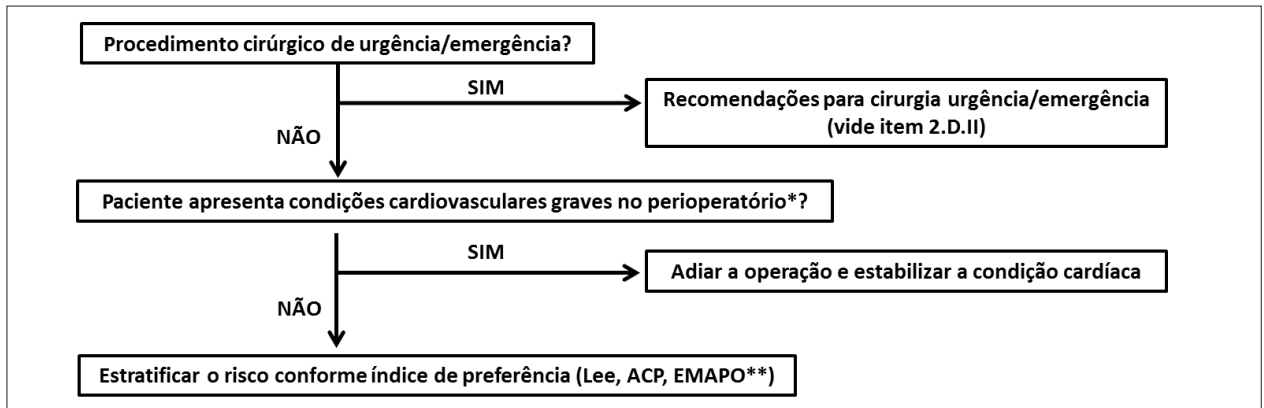 Procedimento cirúrgico de urgência/emergência?
SIM
Recomendações para cirurgia urgência/emergência
(vide item 2.D.II)
NÃO
Paciente apresenta condições cardiovasculares graves no perioperatório*?
SIM
Adiar a operação e estabilizar a condição cardíaca
NÃO
Estratificar o risco conforme índice de preferência (Lee, ACP, EMAPO**)